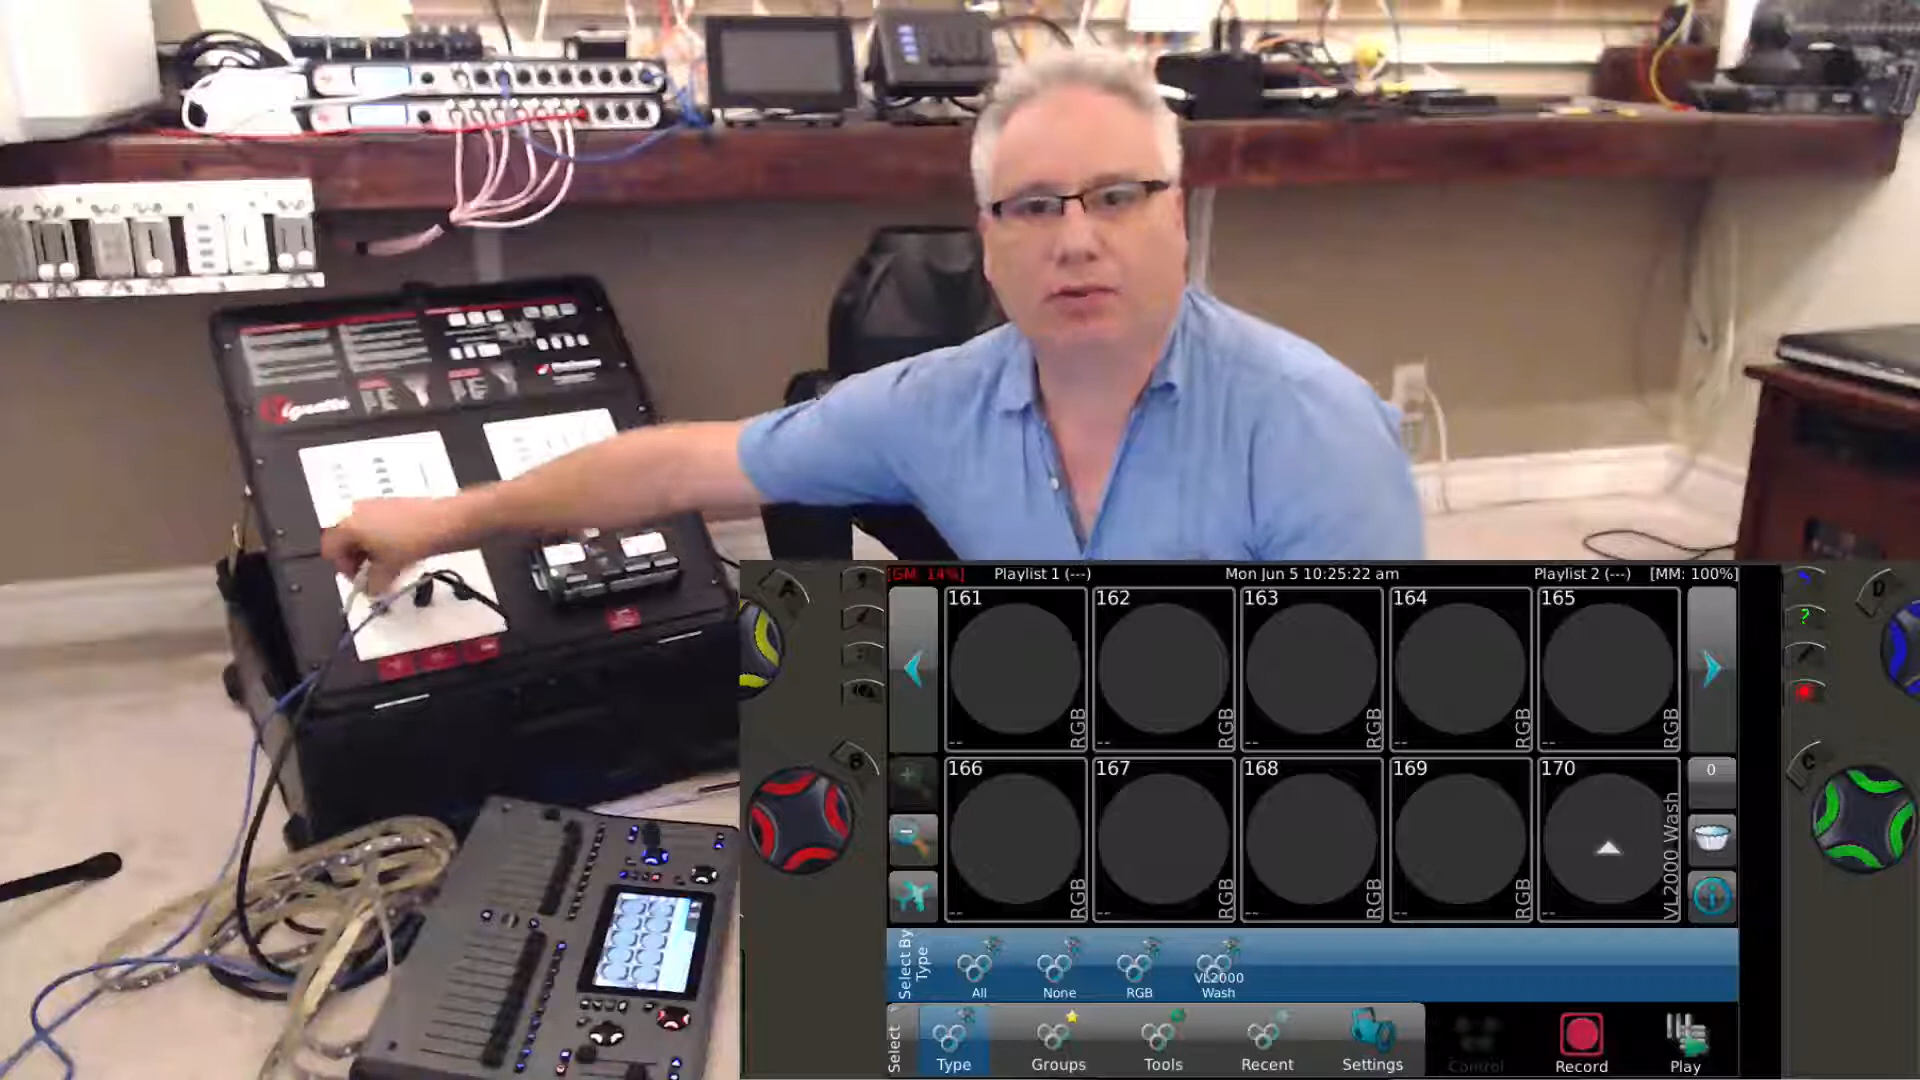 ignette
[GM: 14%] Playlist 1 (---) Mon Jun 5 10:25:22 am Playlist 2 (---) [MM: 100%]
161 162 163 164 165
RGB RGB RGB RGB RGB
-- -- -- -- --
166 167 168 169 170
RGB RGB RGB RGB VL2000 Wash
-- -- -- -- --
0
A
B
C
D
?
Select By Type
All
None
RGB
VL2000 Wash
Select
Type
Groups
Tools
Recent
Settings
Control
Record
Play